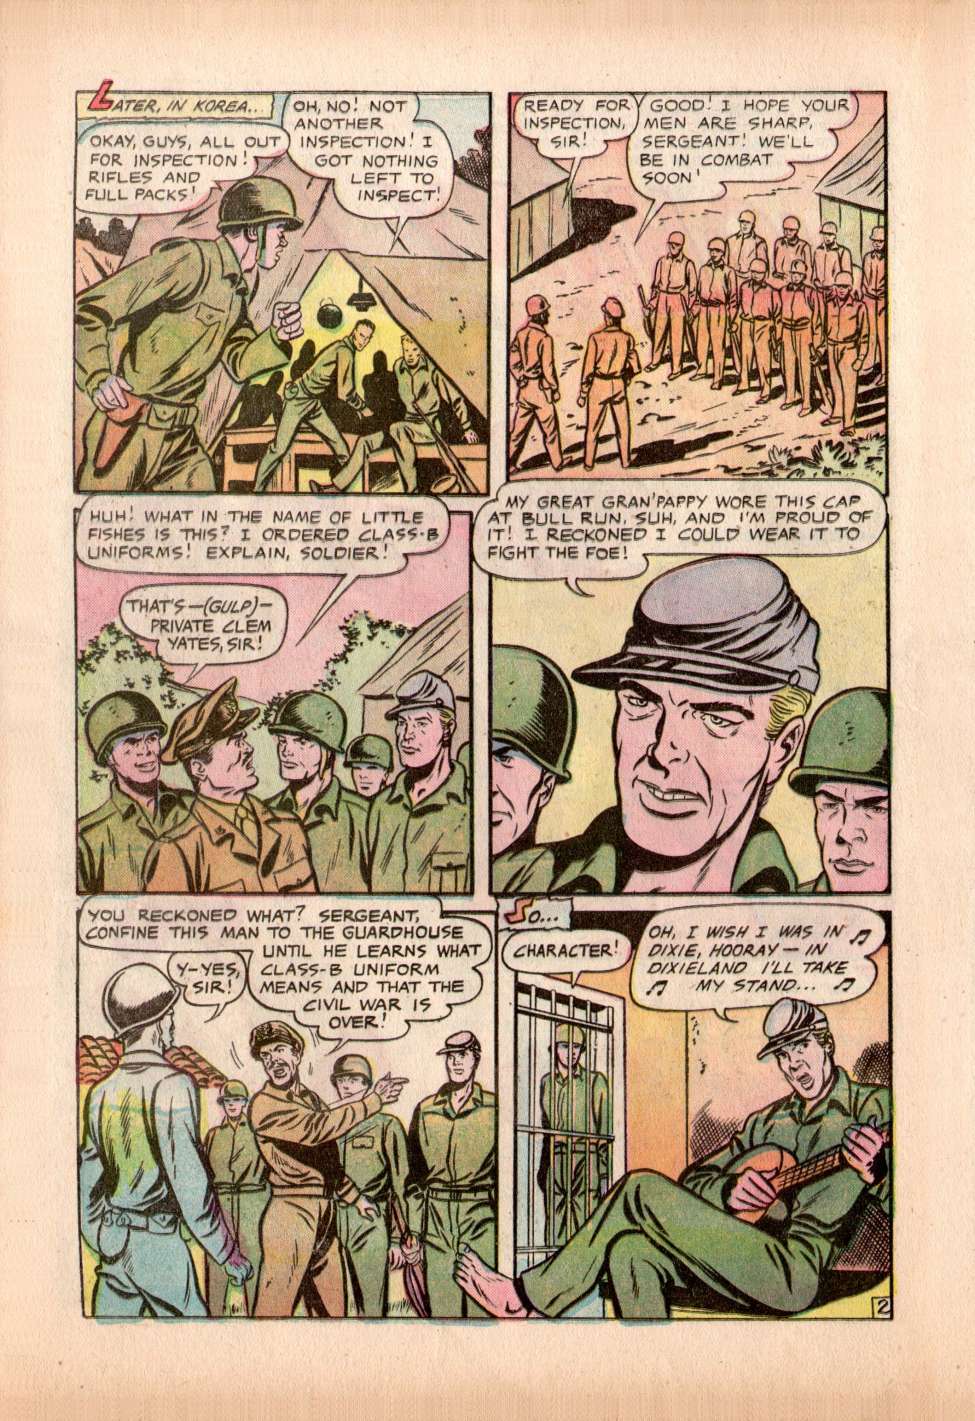 LATER, IN KOREA...
OKAY, GUYS, ALL OUT
FOR INSPECTION!
RIFLES AND
FULL PACKS!
OH, NO! NOT
ANOTHER
INSPECTION! I
GOT NOTHING
LEFT TO
INSPECT!
READY FOR
INSPECTION,
SIR!
GOOD! I HOPE YOUR
MEN ARE SHARP,
SERGEANT! WE'LL
BE IN COMBAT
SOON!
HUH! WHAT IN THE NAME OF LITTLE
FISHES IS THIS? I ORDERED CLASS-B
UNIFORMS! EXPLAIN, SOLDIER!
THAT'S—(GULP)—
PRIVATE CLEM
YATES, SIR!
MY GREAT GRAN'PAPPY WORE THIS CAP
AT BULL RUN, SUH, AND I'M PROUD OF
IT! I RECKONED I COULD WEAR IT TO
FIGHT THE FOE!
YOU RECKONED WHAT? SERGEANT,
CONFINE THIS MAN TO THE GUARDHOUSE
UNTIL HE LEARNS WHAT
CLASS-B UNIFORM
MEANS AND THAT THE
CIVIL WAR IS
OVER!
Y-YES,
SIR!
SO...
CHARACTER!
OH, I WISH I WAS IN
DIXIE, HOORAY — IN
DIXIELAND I'LL TAKE
MY STAND...
2